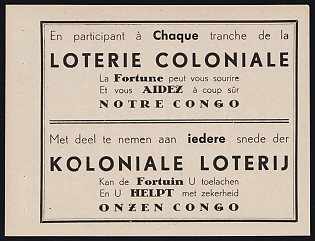 En participant à Chaque tranche de la
LOTERIE COLONIALE
La Fortune peut vous sourire
Et vous AIDEZ à coup sûr
NOTRE CONGO
Met deel te nemen aan iedere snede der
KOLONIALE LOTERIJ
Kan de Fortuin U toelachen
En U HELPT met zekerheid
ONZEN CONGO